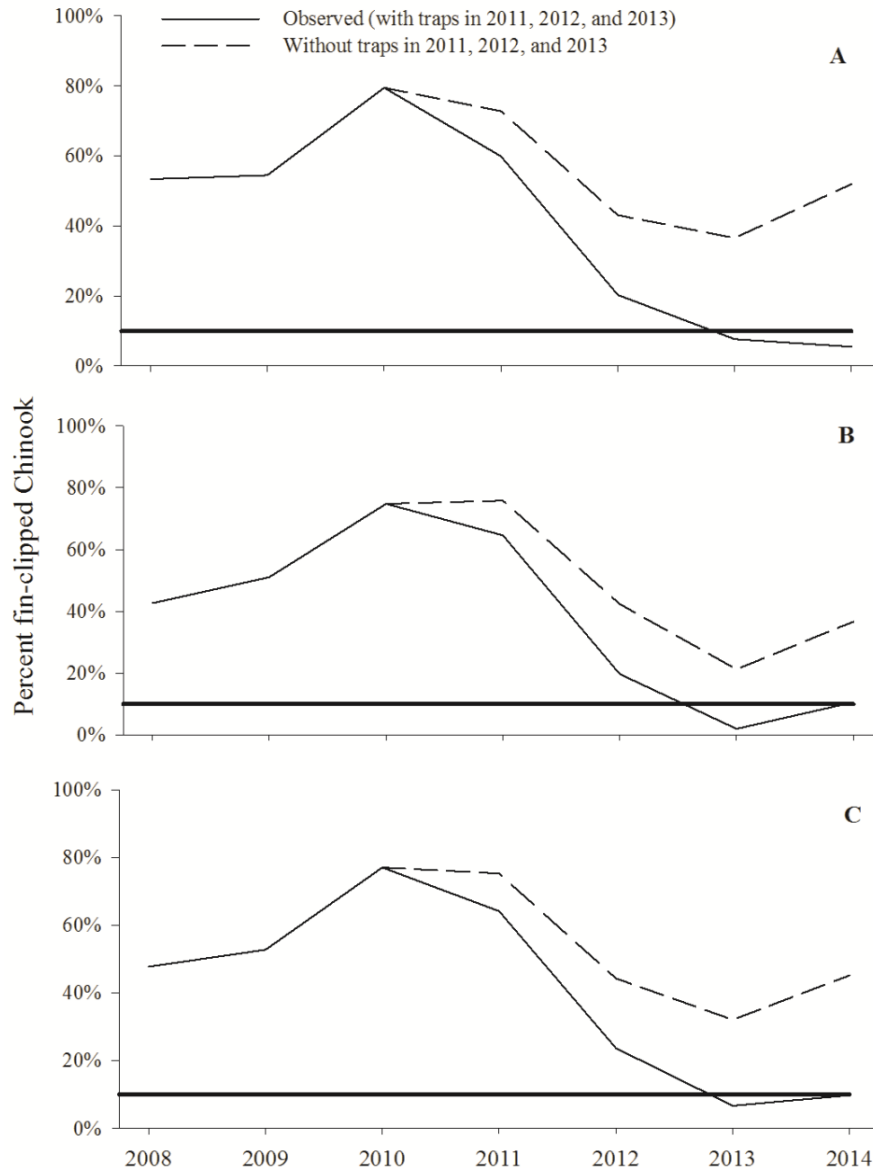 Observed (with traps in 2011, 2012, and 2013)
Without traps in 2011, 2012, and 2013
A
100%
80%
60%
40%
20%
0%
B
100%
80%
60%
40%
20%
0%
Percent fin-clipped Chinook
C
100%
80%
60%
40%
20%
0%
2008 2009 2010 2011 2012 2013 2014